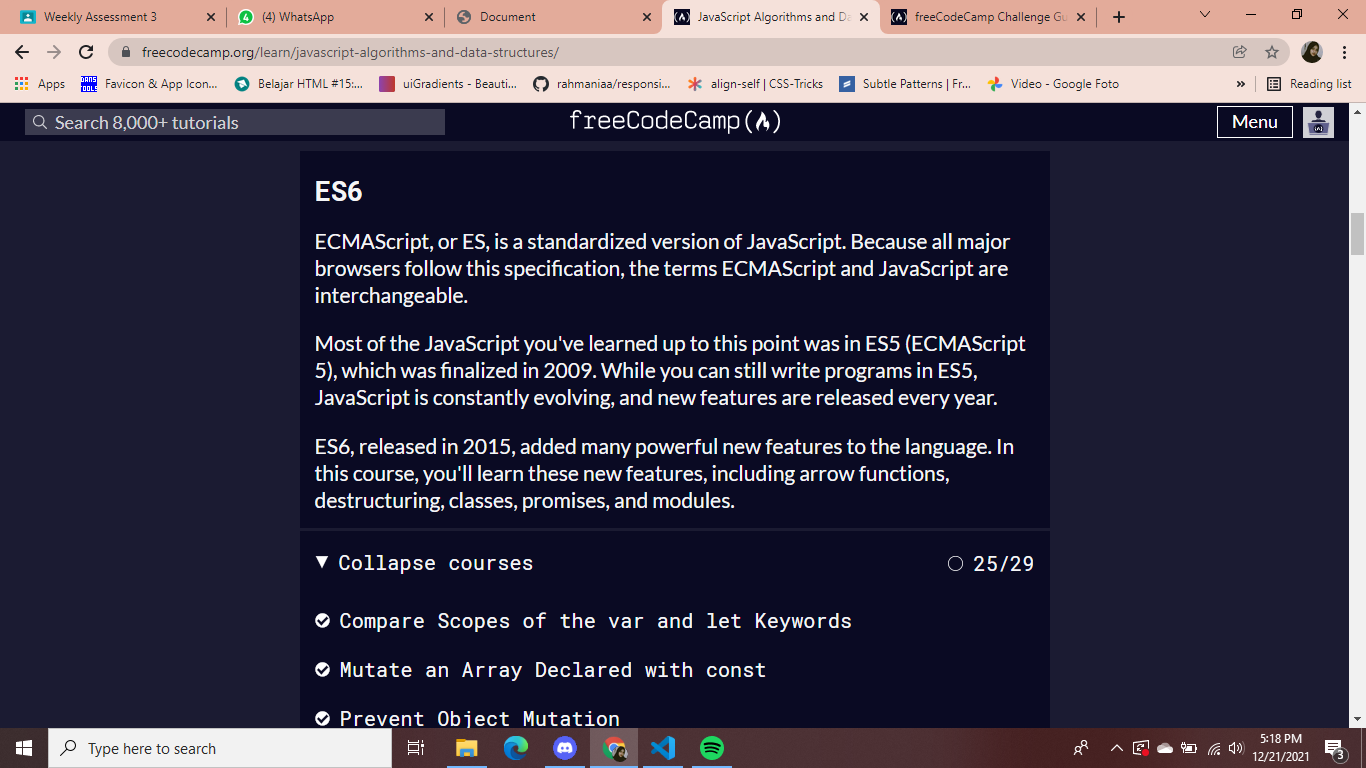 Weekly Assessment 3
(4) WhatsApp
Document
JavaScript Algorithms and Da
freeCodeCamp Challenge Gu
freecodecamp.org/learn/javascript-algorithms-and-data-structures/
Apps
Favicon & App Icon...
Belajar HTML #15:...
uiGradients - Beauti...
rahmaniaa/responsi...
align-self | CSS-Tricks
Subtle Patterns | Fr...
Video - Google Foto
»
Reading list
Search 8,000+ tutorials
freeCodeCamp
Menu
ES6
ECMAScript, or ES, is a standardized version of JavaScript. Because all major
browsers follow this specification, the terms ECMAScript and JavaScript are
interchangeable.
Most of the JavaScript you've learned up to this point was in ES5 (ECMAScript
5), which was finalized in 2009. While you can still write programs in ES5,
JavaScript is constantly evolving, and new features are released every year.
ES6, released in 2015, added many powerful new features to the language. In
this course, you'll learn these new features, including arrow functions,
destructuring, classes, promises, and modules.
Collapse courses
25/29
Compare Scopes of the var and let Keywords
Mutate an Array Declared with const
Prevent Object Mutation
Type here to search
5:18 PM
12/21/2021
3